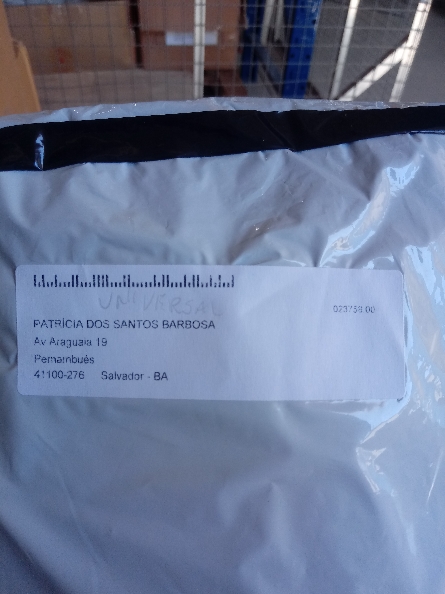 UNIVERSAL
023758.00
PATRÍCIA DOS SANTOS BARBOSA
Av Araguaia 19
Pernambués
41100-276 Salvador - BA